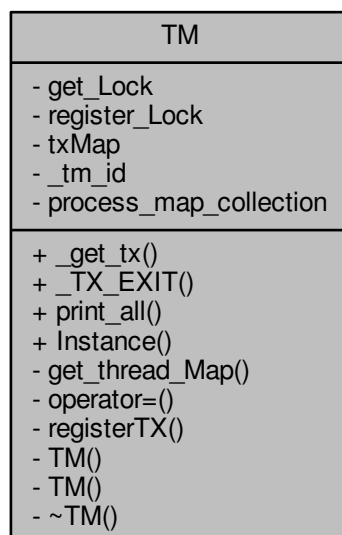 TM
- get_Lock
- register_Lock
- txMap
- _tm_id
- process_map_collection
+ _get_tx()
+ _TX_EXIT()
+ print_all()
+ Instance()
- get_thread_Map()
- operator=()
- registerTX()
- TM()
- TM()
- ~TM()